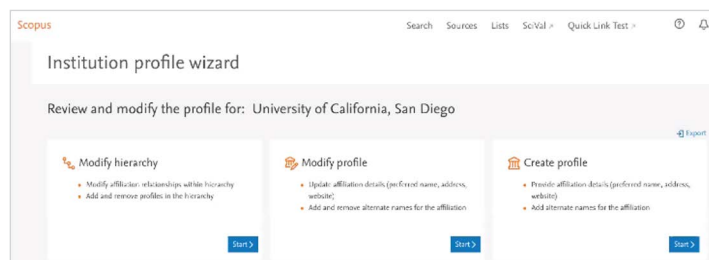 Scopus
Search Sources Lists SciVal Quick Link Test
Institution profile wizard
Review and modify the profile for: University of California, San Diego
Export
Modify hierarchy
Modify affiliation relationships within hierarchy
Add and remove profiles in the hierarchy
Start
Modify profile
Update affiliation details (preferred name, address,
website)
Add and remove alternate names for the affiliation
Start
Create profile
Provide affiliation details (preferred name, address,
website)
Add alternate names for the affiliation
Start